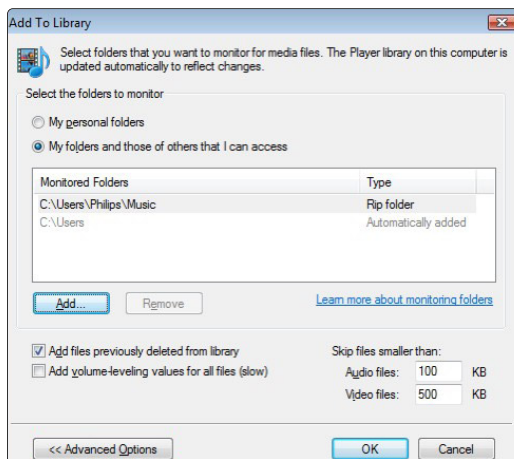 Add To Library
Select folders that you want to monitor for media files. The Player library on this computer is
updated automatically to reflect changes.
Select the folders to monitor
My personal folders
My folders and those of others that I can access
Monitored Folders Type
C:\Users\Philips\Music Rip folder
C:\Users Automatically added
Add... Remove Learn more about monitoring folders
Add files previously deleted from library Skip files smaller than:
Add volume-leveling values for all files (slow) Audio files: 100 KB
Video files: 500 KB
<< Advanced Options OK Cancel